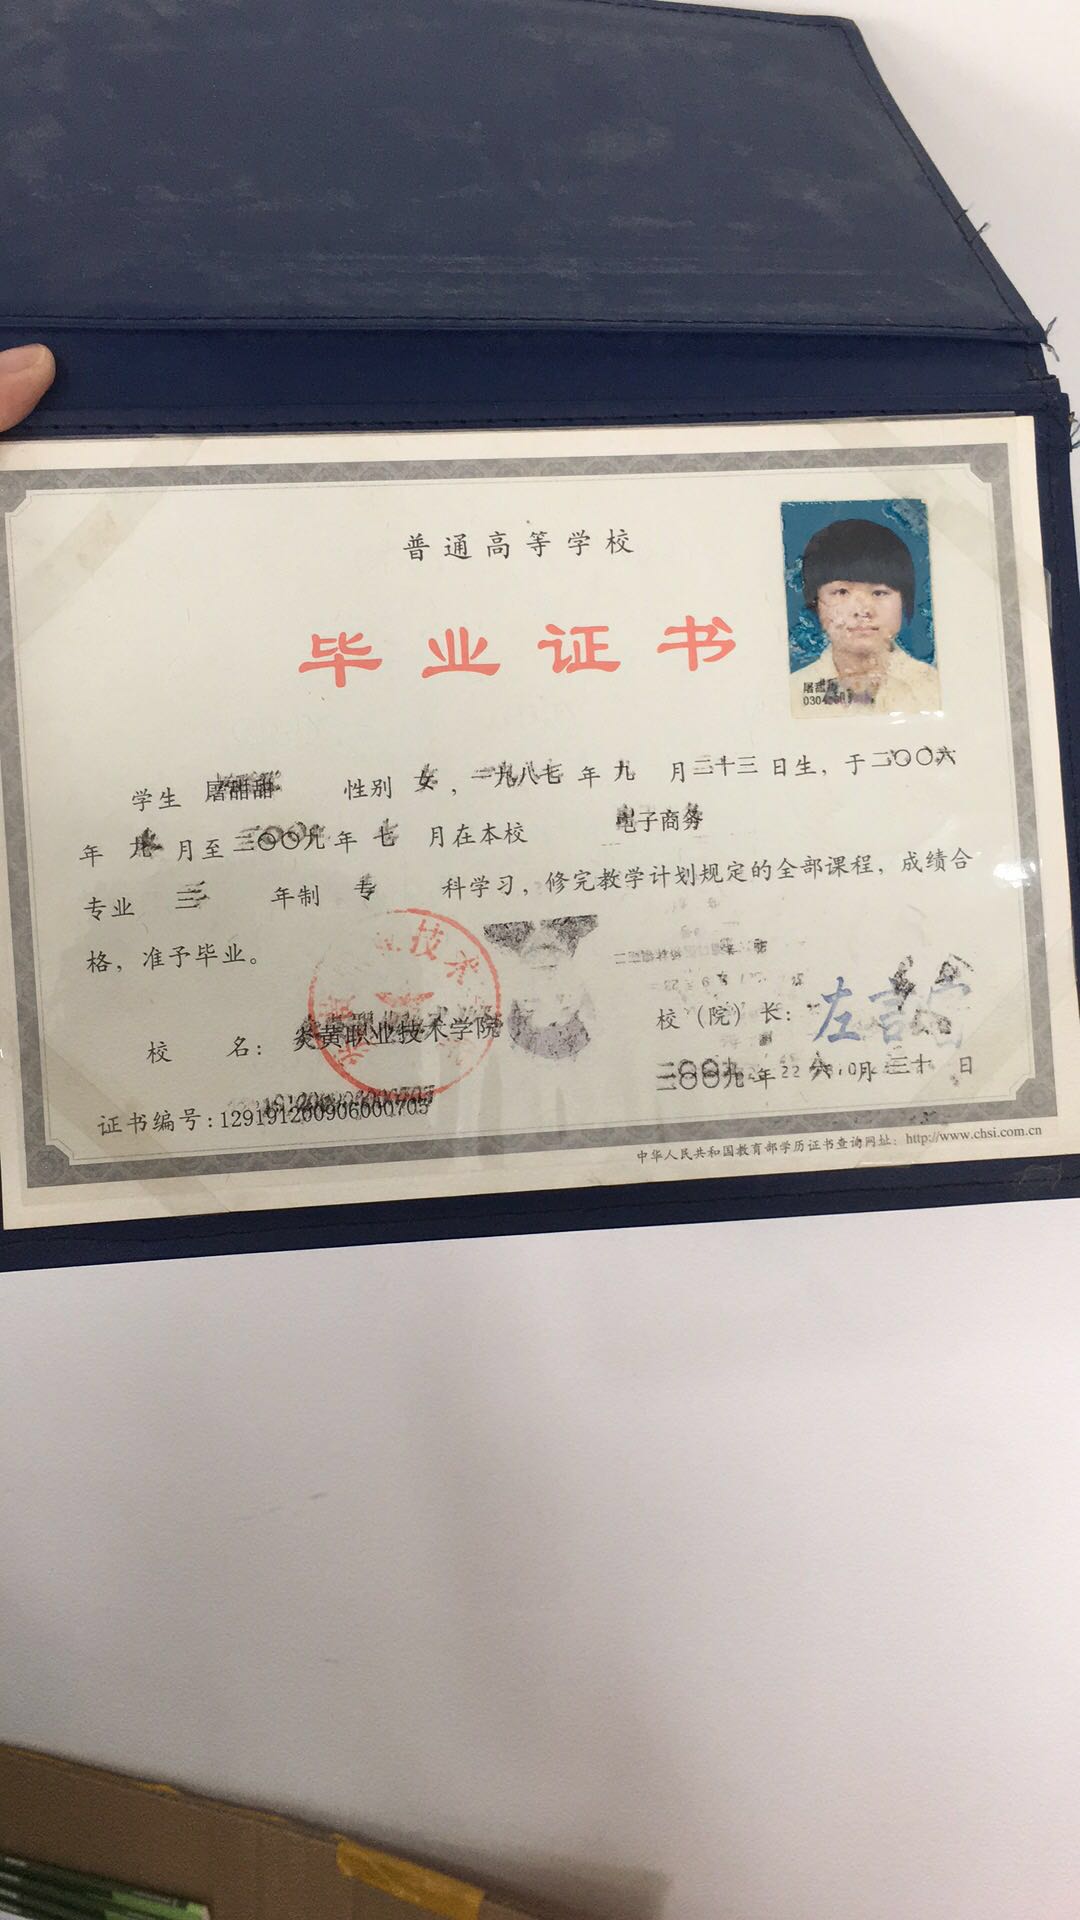 普通高等学校
毕业证书
学生 屠甜甜 性别 女，一九八七 年 九 月 二十三 日生，于 二〇〇六
年 九 月至 二〇〇九 年 七 月在本校 电子商务
专业 三 年制 专 科学习，修完教学计划规定的全部课程，成绩合
格，准予毕业。
校 名：炎黄职业技术学院
校（院）长：
二〇〇九 年 六 月 三十 日
证书编号：129191200906000705
中华人民共和国教育部学历证书查询网址：http://www.chsi.com.cn